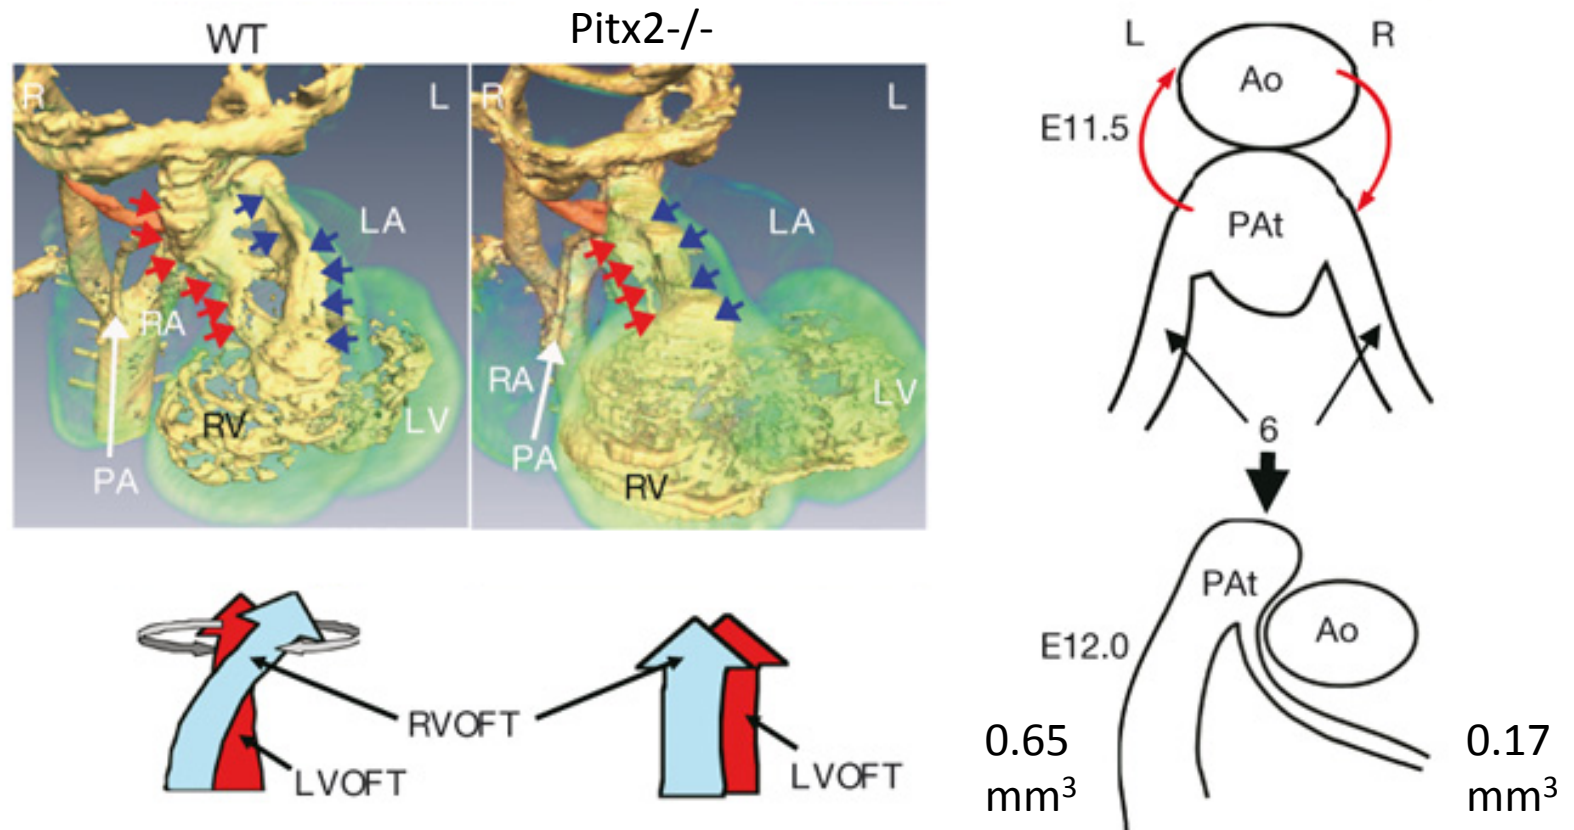 WT
Pitx2-/-
R
L
LA
RA
RV
LV
PA
R
L
LA
RA
LV
PA
RV
RVOFT
LVOFT
LVOFT
L
R
Ao
E11.5
PAt
6
PAt
E12.0
Ao
0.65
mm³
0.17
mm³